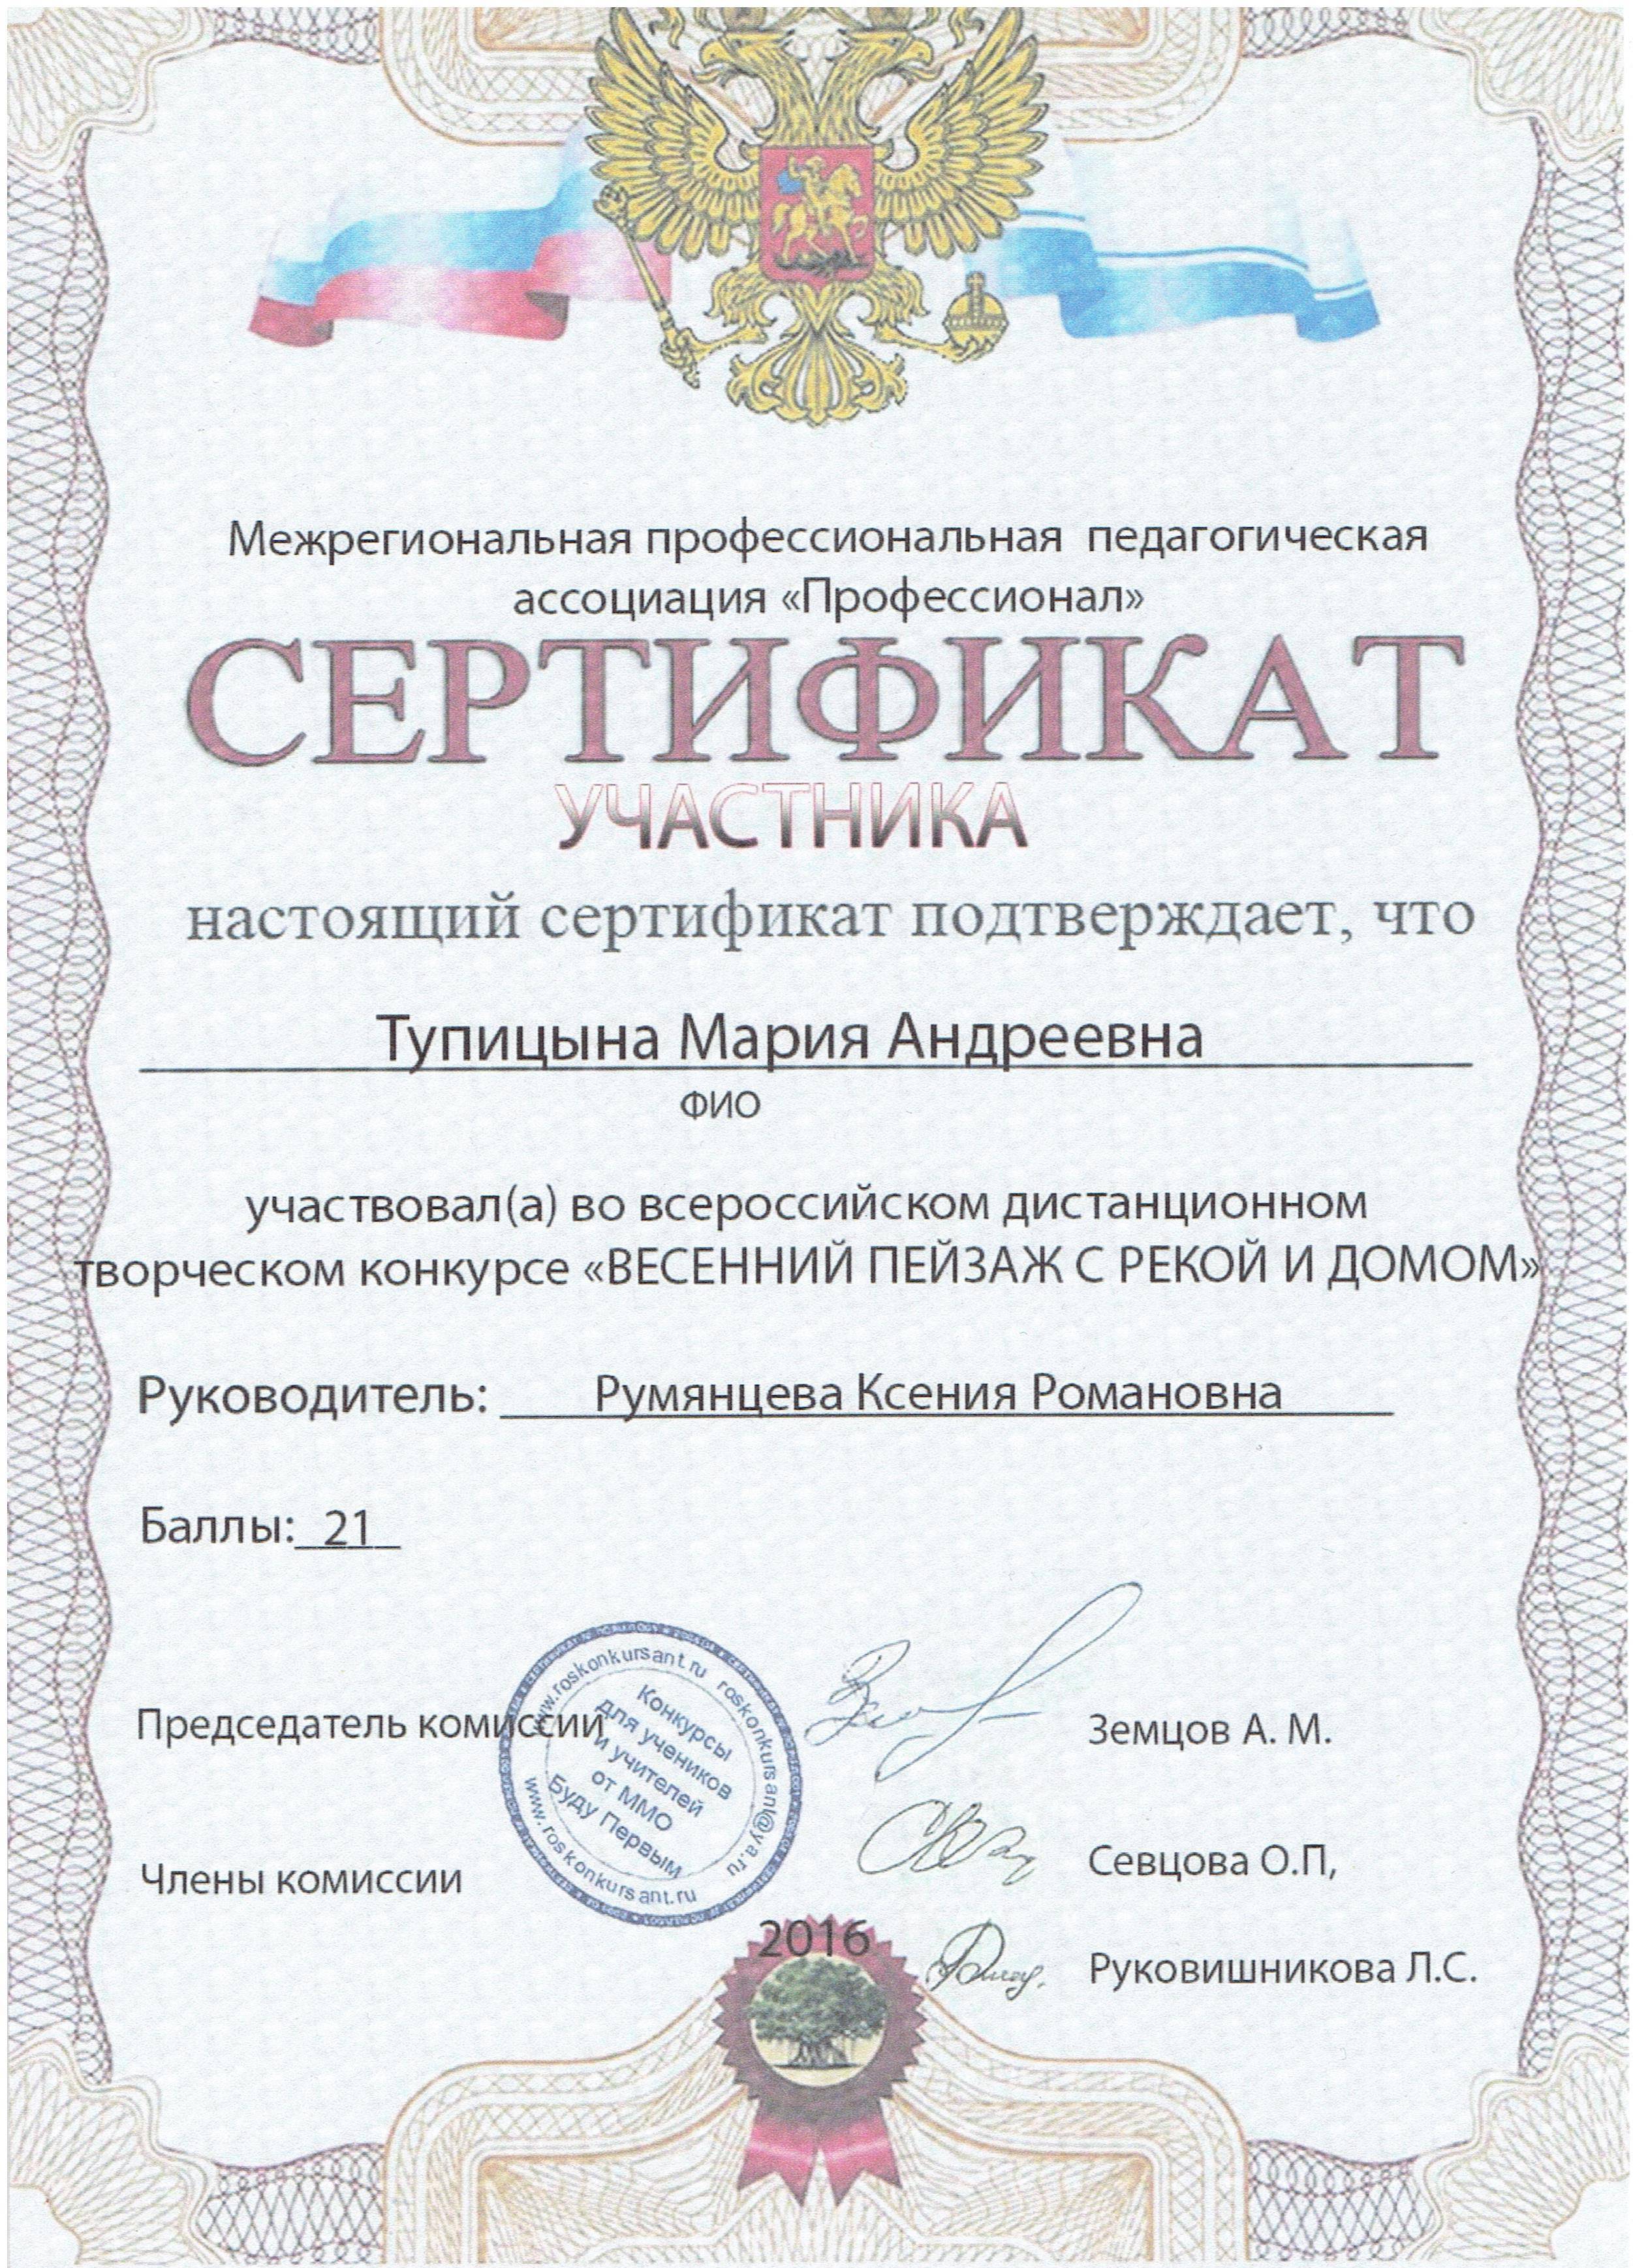 Межрегиональная профессиональная педагогическая
ассоциация «Профессионал»
СЕРТИФИКАТ
УЧАСТНИКА
настоящий сертификат подтверждает, что
Тупицына Мария Андреевна
ФИО
участвовал(а) во всероссийском дистанционном
творческом конкурсе «ВЕСЕННИЙ ПЕЙЗАЖ С РЕКОЙ И ДОМОМ»
Руководитель: Румянцева Ксения Романовна
Баллы: 21
Председатель комиссии
Земцов А. М.
www.roskonkursant.ru roskonkursant@ya.ru
www.roskonkursant.ru
Конкурсы
для учеников
и учителей
от ММО
Буду Первым
Члены комиссии
Севцова О.П,
2016
Руковишникова Л.С.